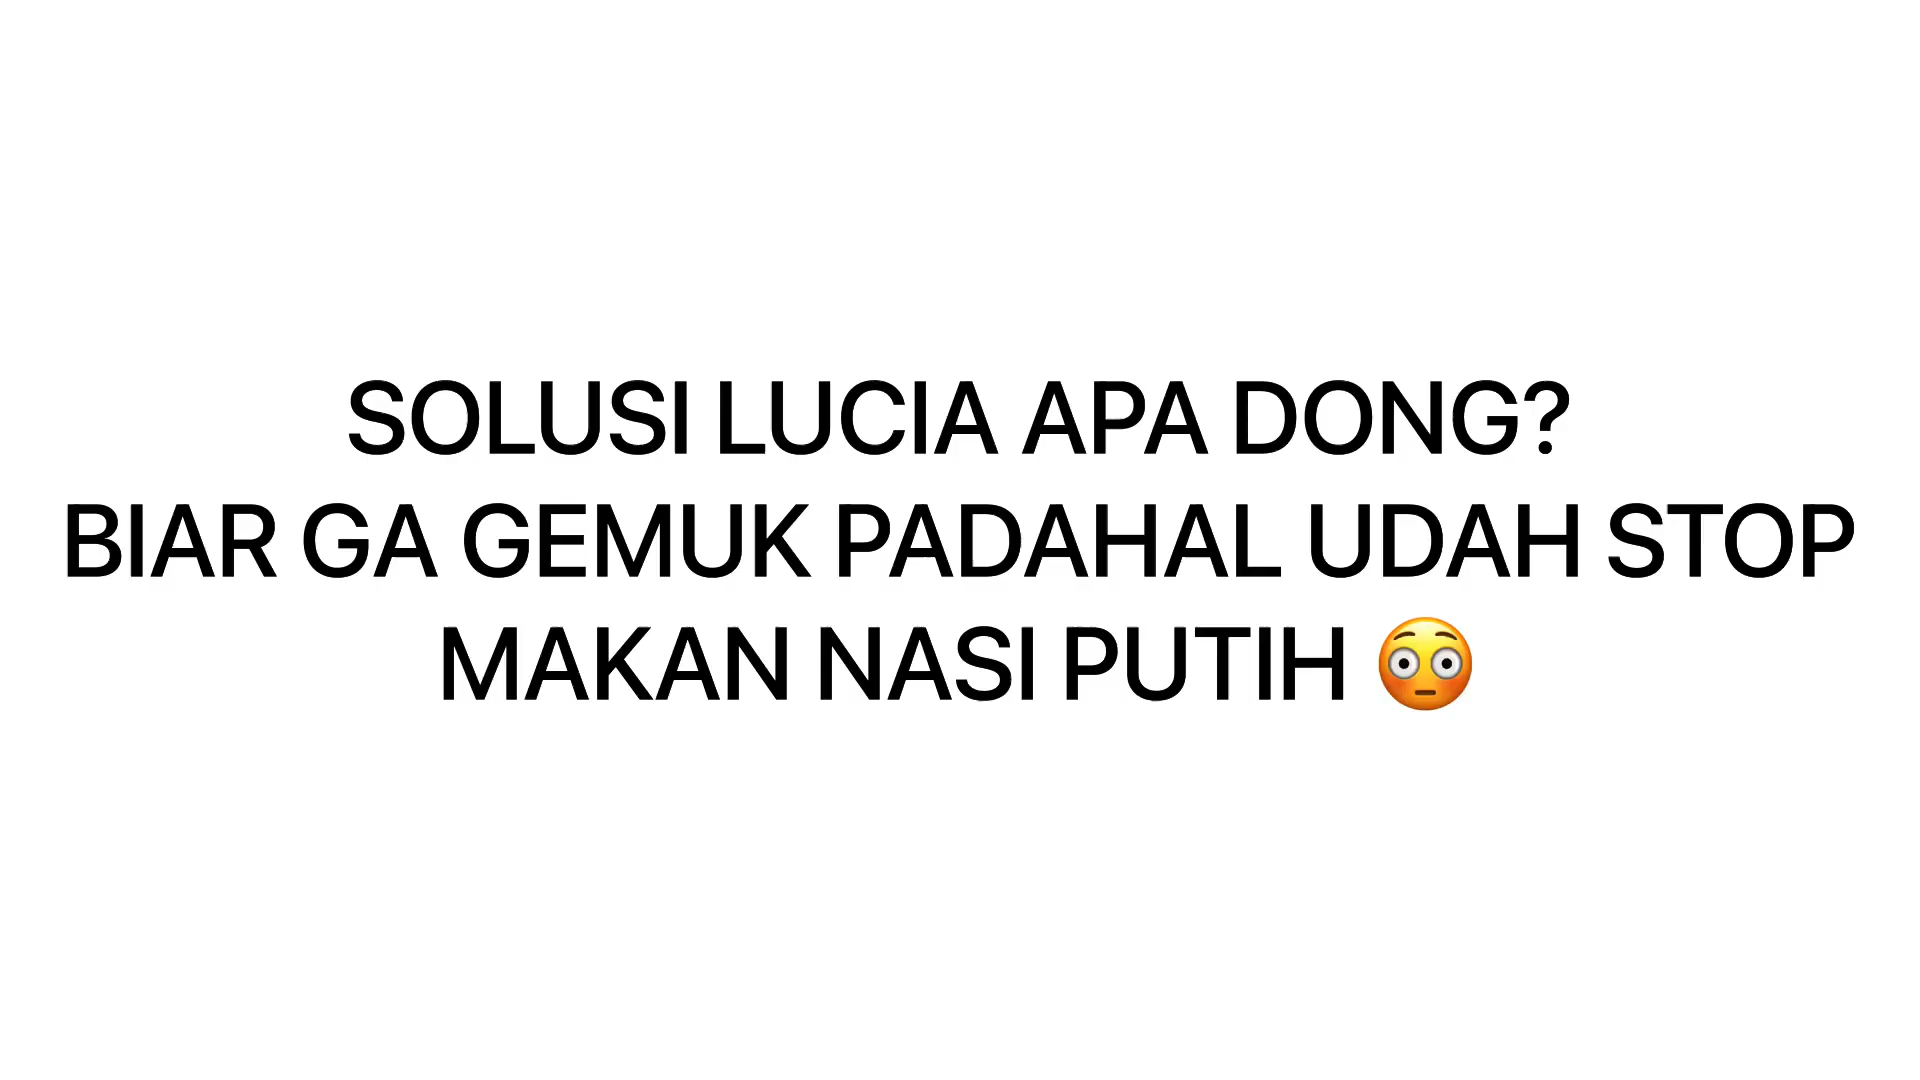 SOLUSI LUCIA APA DONG?
BIAR GA GEMUK PADAHAL UDAH STOP
MAKAN NASI PUTIH 😳